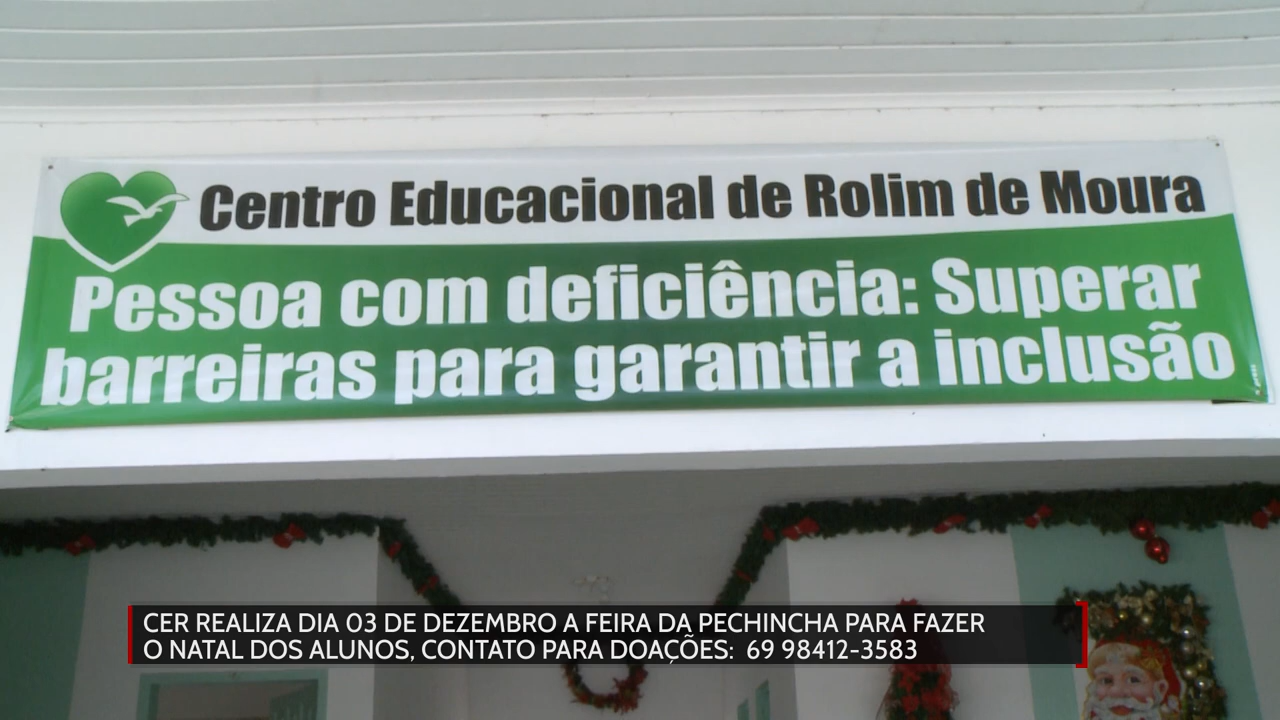 Centro Educacional de Rolim de Moura
Pessoa com deficiência: Superar
barreiras para garantir a inclusão
CER REALIZA DIA 03 DE DEZEMBRO A FEIRA DA PECHINCHA PARA FAZER
O NATAL DOS ALUNOS, CONTATO PARA DOAÇÕES: 69 98412-3583